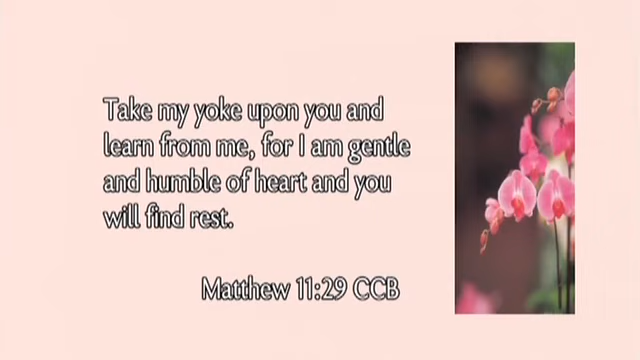 Take my yoke upon you and
learn from me, for I am gentle
and humble of heart and you
will find rest.
Matthew 11:29 CCB